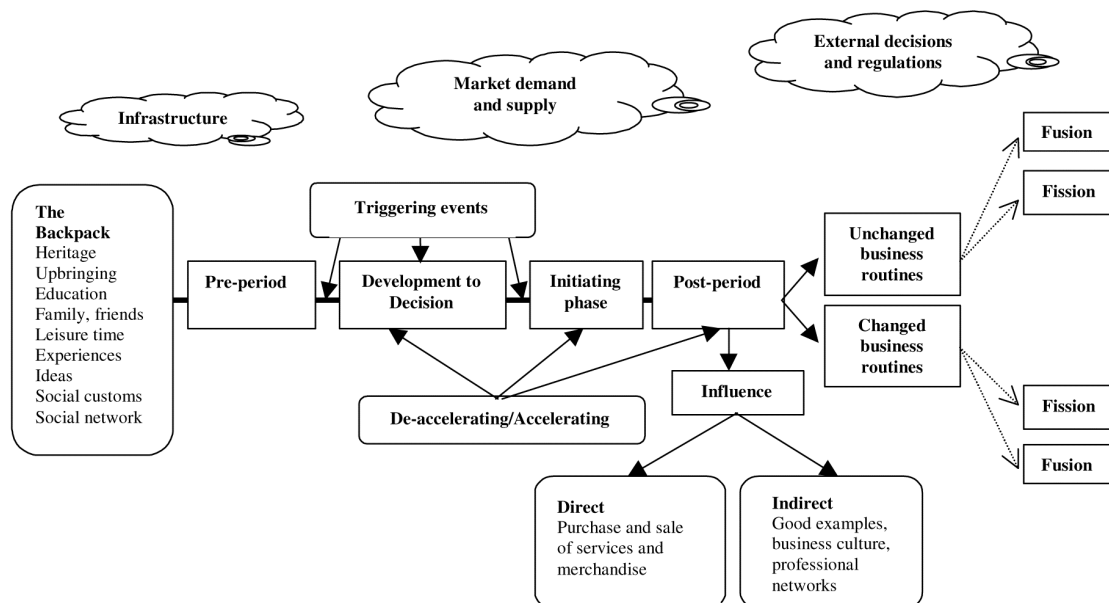 External decisions
and regulations
Market demand
and supply
Infrastructure
Fusion
Fission
The
Backpack
Heritage
Upbringing
Education
Family, friends
Leisure time
Experiences
Ideas
Social customs
Social network
Triggering events
Pre-period
Development to
Decision
Initiating
phase
Post-period
Unchanged
business
routines
Changed
business
routines
De-accelerating/Accelerating
Influence
Fission
Fusion
Direct
Purchase and sale
of services and
merchandise
Indirect
Good examples,
business culture,
professional
networks